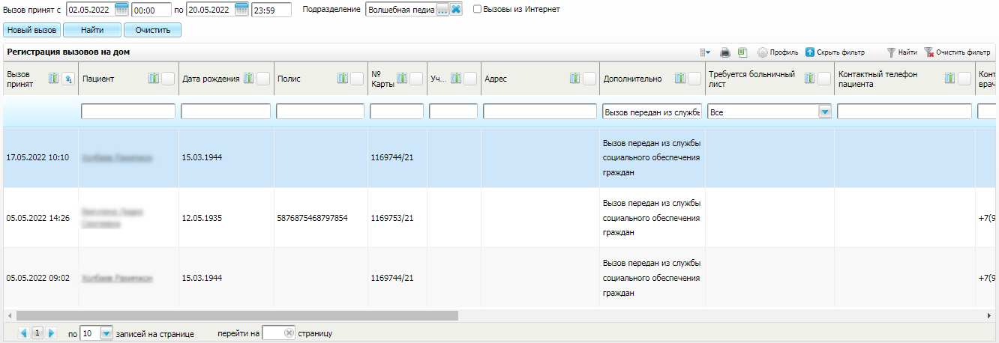 Вызов принят с 02.05.2022 00:00 по 20.05.2022 23:59 Подразделение Волшебная педиа ... Вызовы из Интернет
Новый вызов Найти Очистить
Регистрация вызовов на дом Профиль Скрыть фильтр Найти Очистить фильтр
Вызов принят Пациент Дата рождения Полис № Карты Уч... Адрес Дополнительно Требуется больничный лист Контактный телефон пациента Конт врач
Вызов передан из службы Все
17.05.2022 10:10 15.03.1944 1169744/21 Вызов передан из службы
социального обеспечения
граждан
05.05.2022 14:26 12.05.1935 5876875468797854 1169753/21 Вызов передан из службы
социального обеспечения
граждан
+7(9
05.05.2022 09:02 15.03.1944 1169744/21 Вызов передан из службы
социального обеспечения
граждан
+7(9
1 по 10 записей на странице перейти на страницу